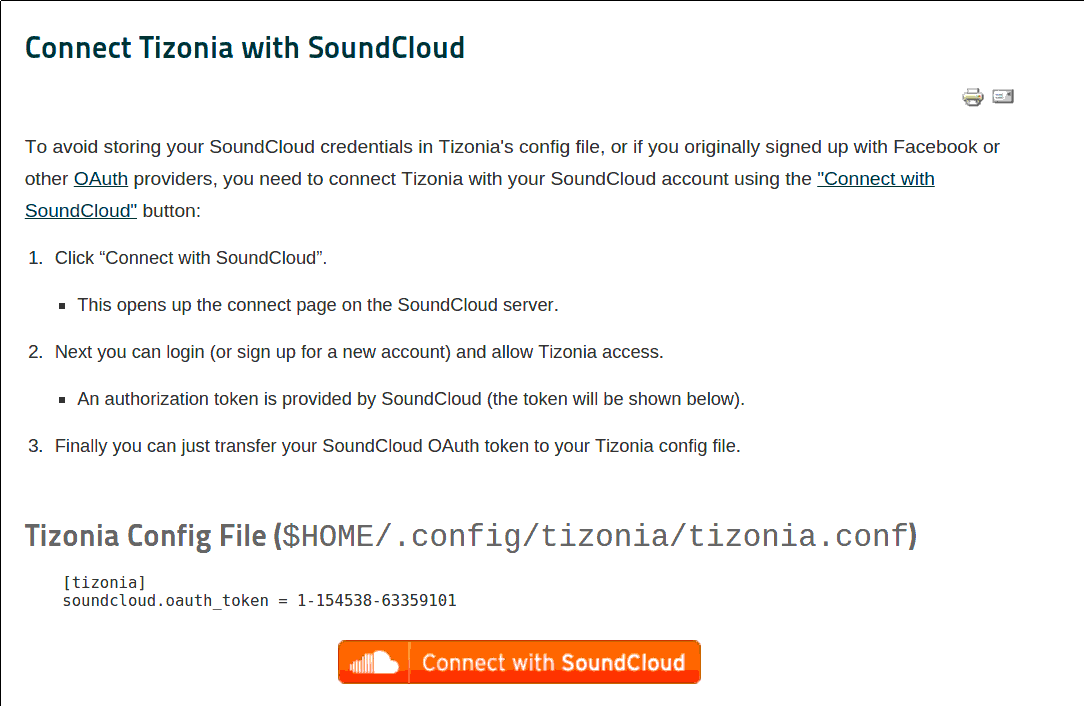 Connect Tizonia with SoundCloud
To avoid storing your SoundCloud credentials in Tizonia's config file, or if you originally signed up with Facebook or
other OAuth providers, you need to connect Tizonia with your SoundCloud account using the "Connect with
SoundCloud" button:
1. Click “Connect with SoundCloud”.
▪ This opens up the connect page on the SoundCloud server.
2. Next you can login (or sign up for a new account) and allow Tizonia access.
▪ An authorization token is provided by SoundCloud (the token will be shown below).
3. Finally you can just transfer your SoundCloud OAuth token to your Tizonia config file.
Tizonia Config File ($HOME/.config/tizonia/tizonia.conf)
[tizonia]
soundcloud.oauth_token = 1-154538-63359101
Connect with SoundCloud